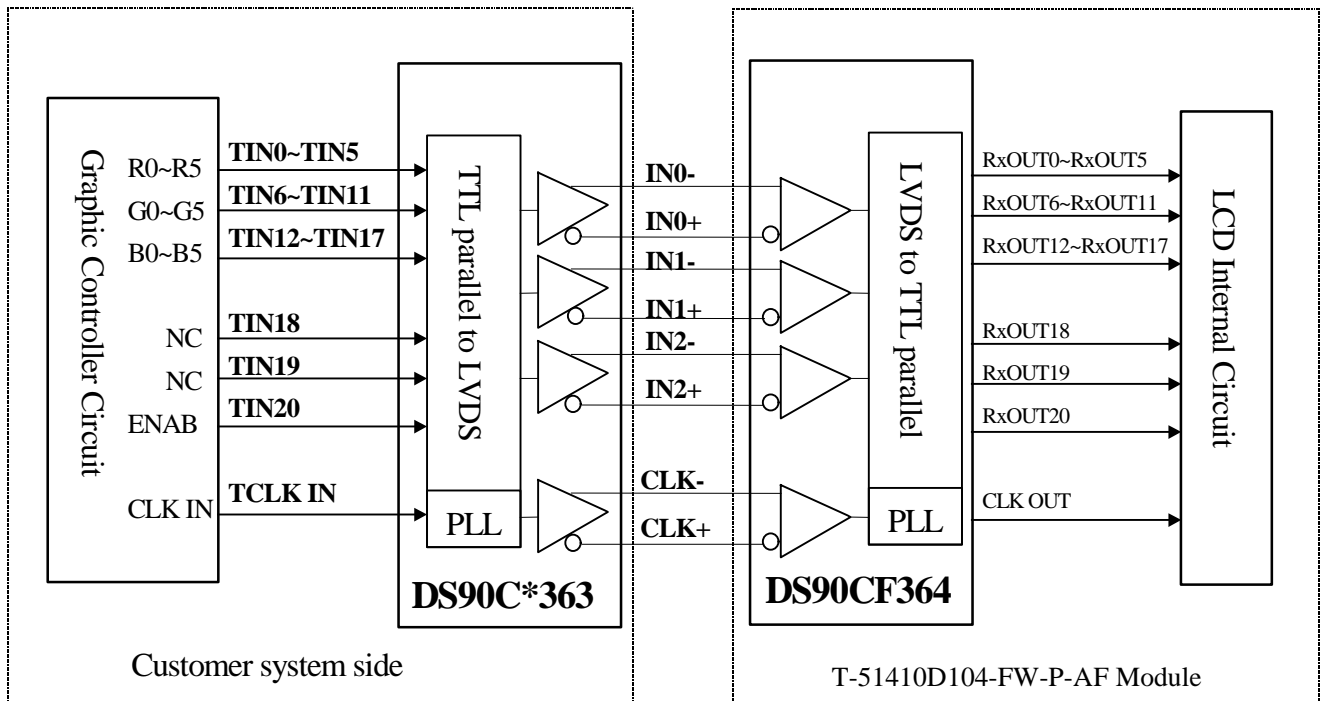 Graphic Controller Circuit
R0~R5
G0~G5
B0~B5
NC
NC
ENAB
CLK IN
TIN0~TIN5
TIN6~TIN11
TIN12~TIN17
TIN18
TIN19
TIN20
TCLK IN
TTL parallel to LVDS
PLL
DS90C*363
Customer system side
IN0-
IN0+
IN1-
IN1+
IN2-
IN2+
CLK-
CLK+
LVDS to TTL parallel
PLL
DS90CF364
RxOUT0~RxOUT5
RxOUT6~RxOUT11
RxOUT12~RxOUT17
RxOUT18
RxOUT19
RxOUT20
CLK OUT
LCD Internal Circuit
T-51410D104-FW-P-AF Module